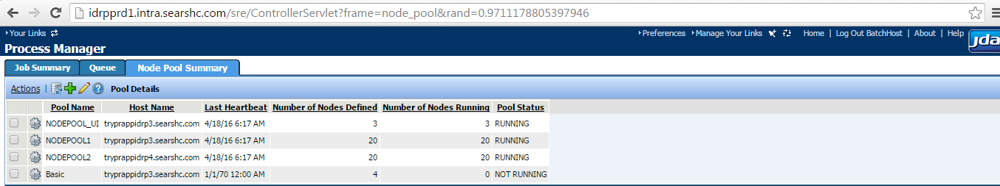 idrpprd1.intra.searshc.com/sre/ControllerServlet?frame=node_pool&rand=0.9711178805397946
Your Links Preferences Manage Your Links Home | Log Out BatchHost | About | Help
Process Manager jda
Job Summary Queue Node Pool Summary
Actions | Pool Details
Pool Name Host Name Last Heartbeat Number of Nodes Defined Number of Nodes Running Pool Status
NODEPOOL_UI tryprappidrp3.searshc.com 4/18/16 6:17 AM 3 3 RUNNING
NODEPOOL1 tryprappidrp3.searshc.com 4/18/16 6:17 AM 20 20 RUNNING
NODEPOOL2 tryprappidrp4.searshc.com 4/18/16 6:17 AM 20 20 RUNNING
Basic tryprappidrp3.searshc.com 1/1/70 12:00 AM 4 0 NOT RUNNING